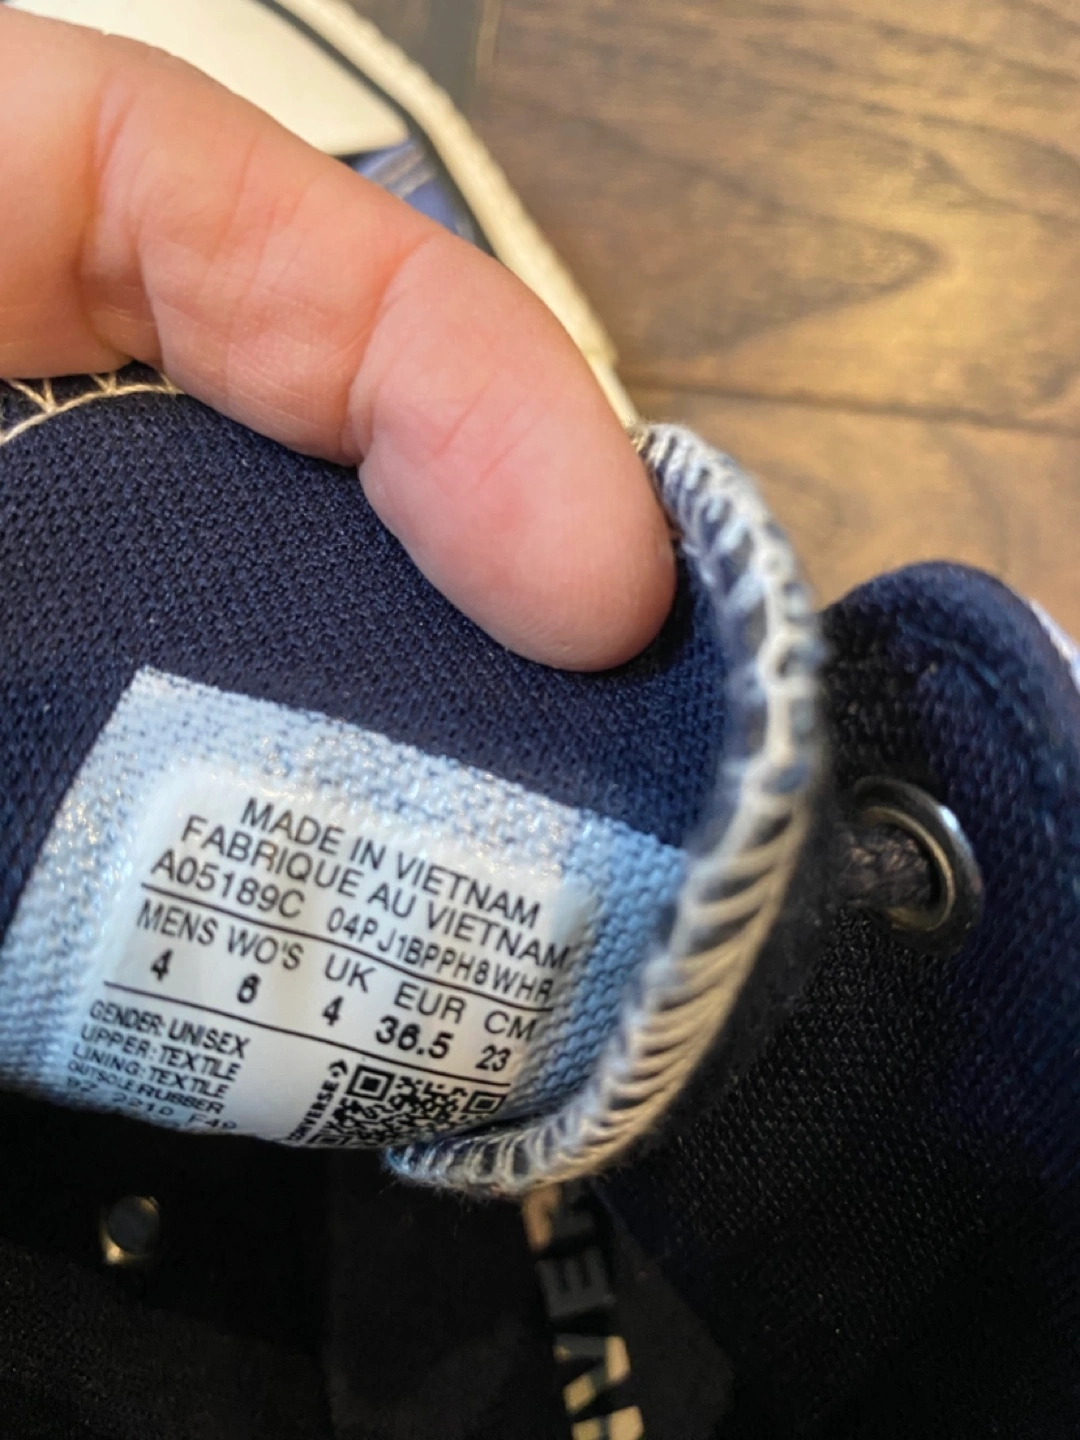 MADE IN VIETNAM
FABRIQUE AU VIETNAM
A05189C 04PJ1BPPH8WHR
MENS WO'S UK EUR CM
4 6 4 36.5 23
GENDER: UNISEX
UPPER: TEXTILE
LINING: TEXTILE
OUTSOLE: RUBBER
CONVERSE